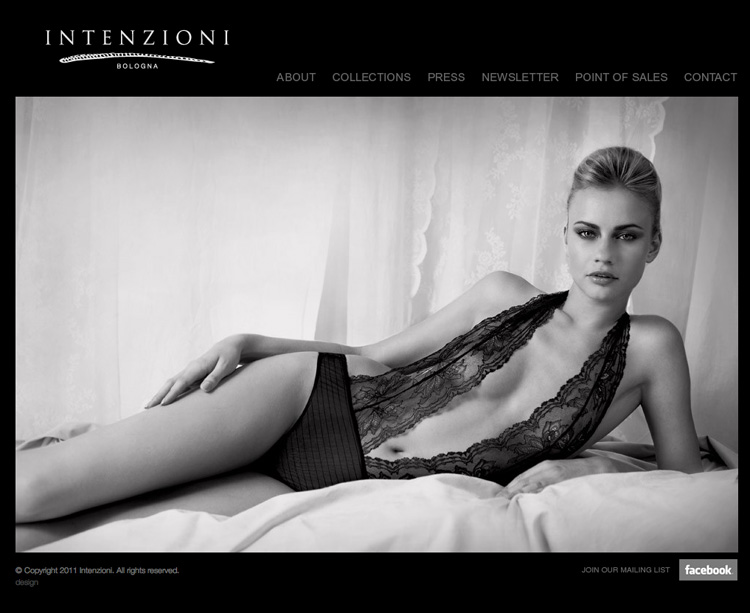 INTENZIONI
BOLOGNA
ABOUT COLLECTIONS PRESS NEWSLETTER POINT OF SALES CONTACT
© Copyright 2011 Intenzioni. All rights reserved.
design
JOIN OUR MAILING LIST facebook